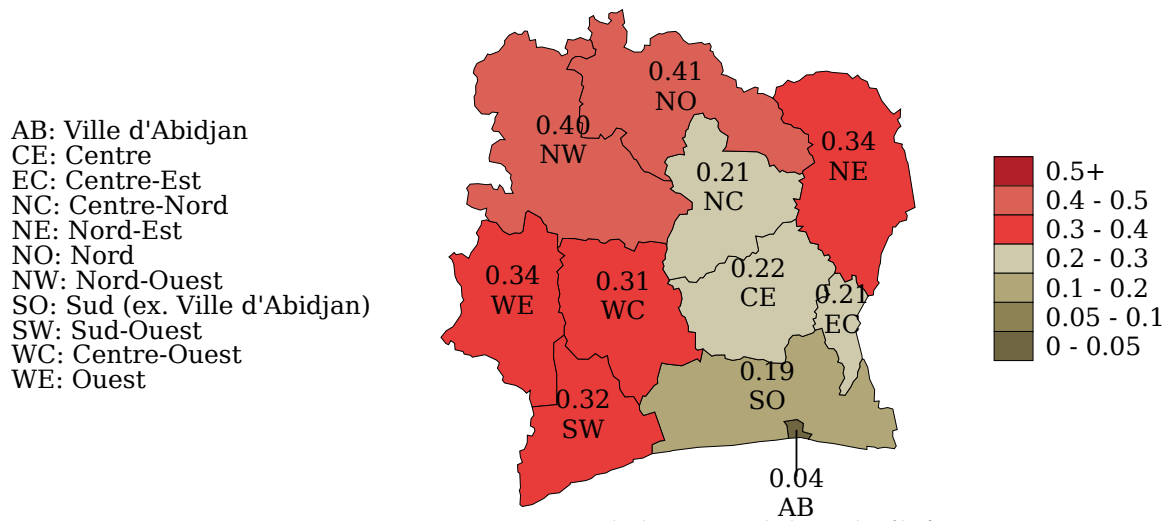 AB: Ville d'Abidjan
CE: Centre
EC: Centre-Est
NC: Centre-Nord
NE: Nord-Est
NO: Nord
NW: Nord-Ouest
SO: Sud (ex. Ville d'Abidjan)
SW: Sud-Ouest
WC: Centre-Ouest
WE: Ouest
0.41
NO
0.40
NW
0.34
NE
0.21
NC
0.34
WE
0.31
WC
0.22
CE
0.21
EC
0.32
SW
0.19
SO
0.04
AB
0.5+
0.4 - 0.5
0.3 - 0.4
0.2 - 0.3
0.1 - 0.2
0.05 - 0.1
0 - 0.05